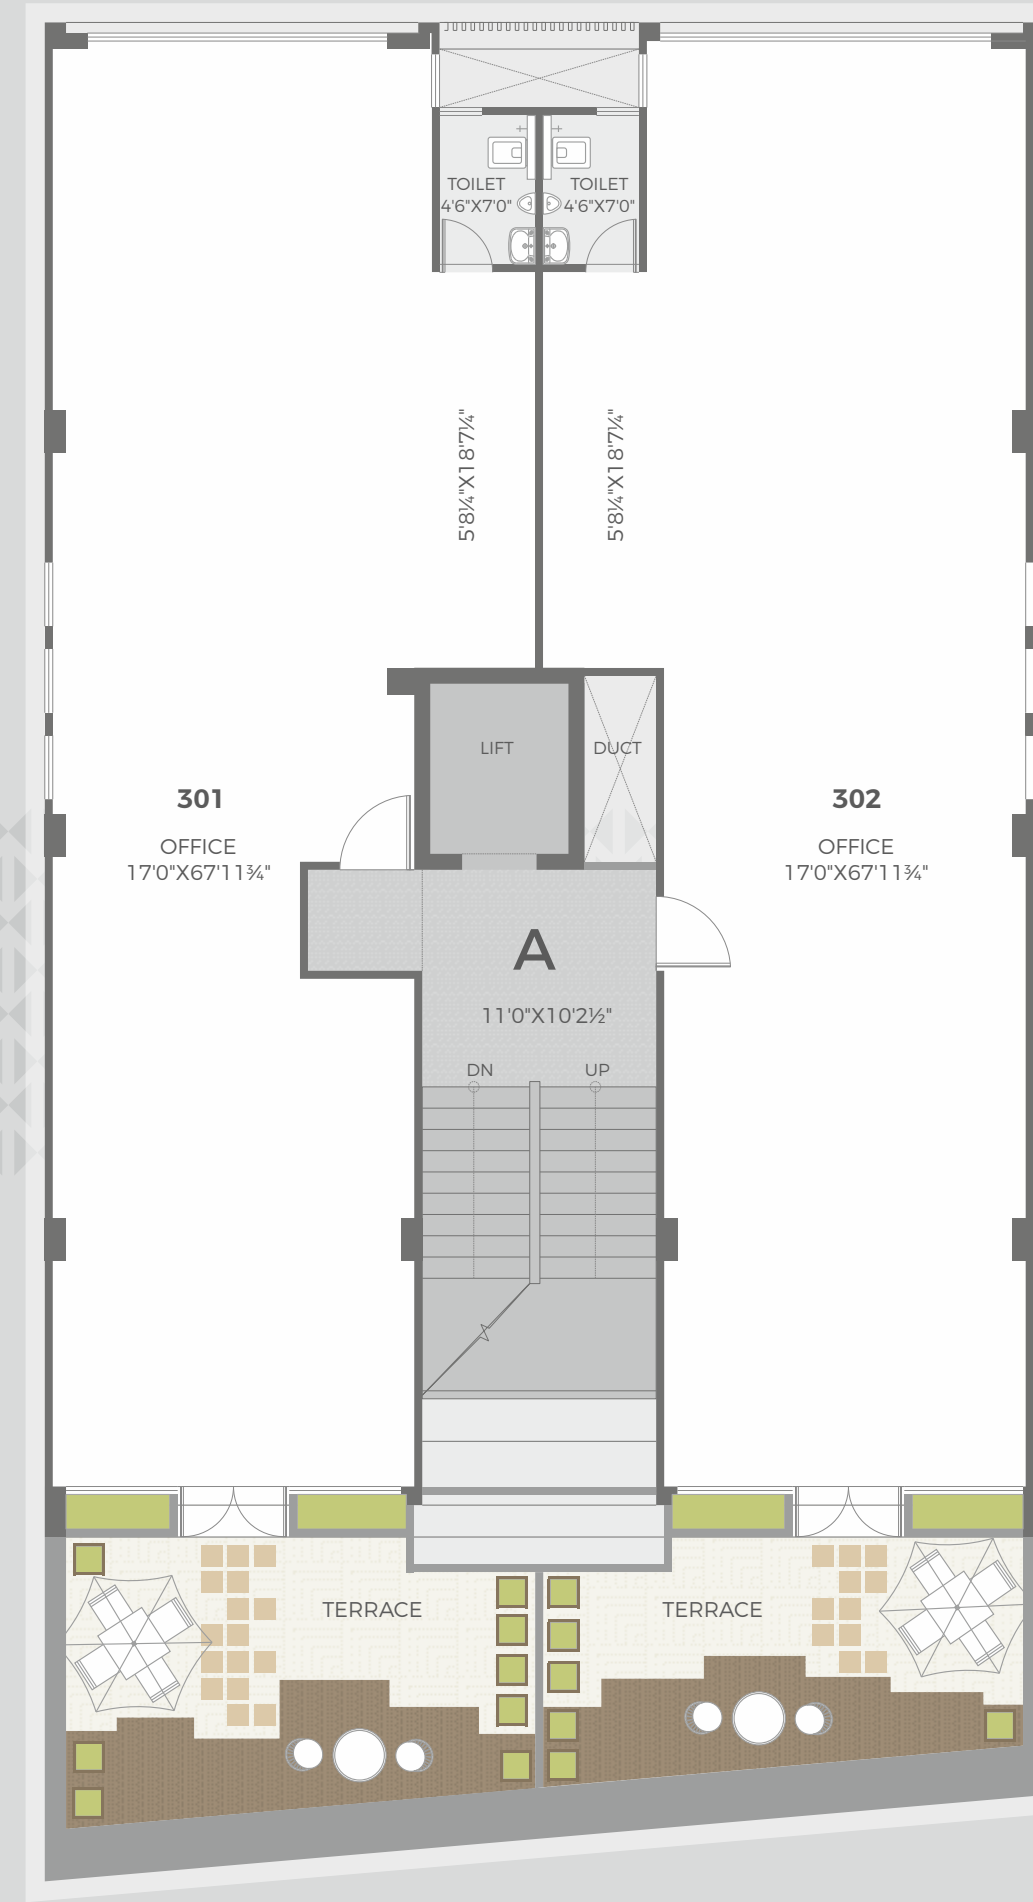 TOILET
4'6"X7'0"
TOILET
4'6"X7'0"
5'8¼"X18'7¼"
5'8¼"X18'7¼"
LIFT
DUCT
301
OFFICE
17'0"X67'11¾"
302
OFFICE
17'0"X67'11¾"
A
11'0"X10'2½"
DN
UP
TERRACE
TERRACE